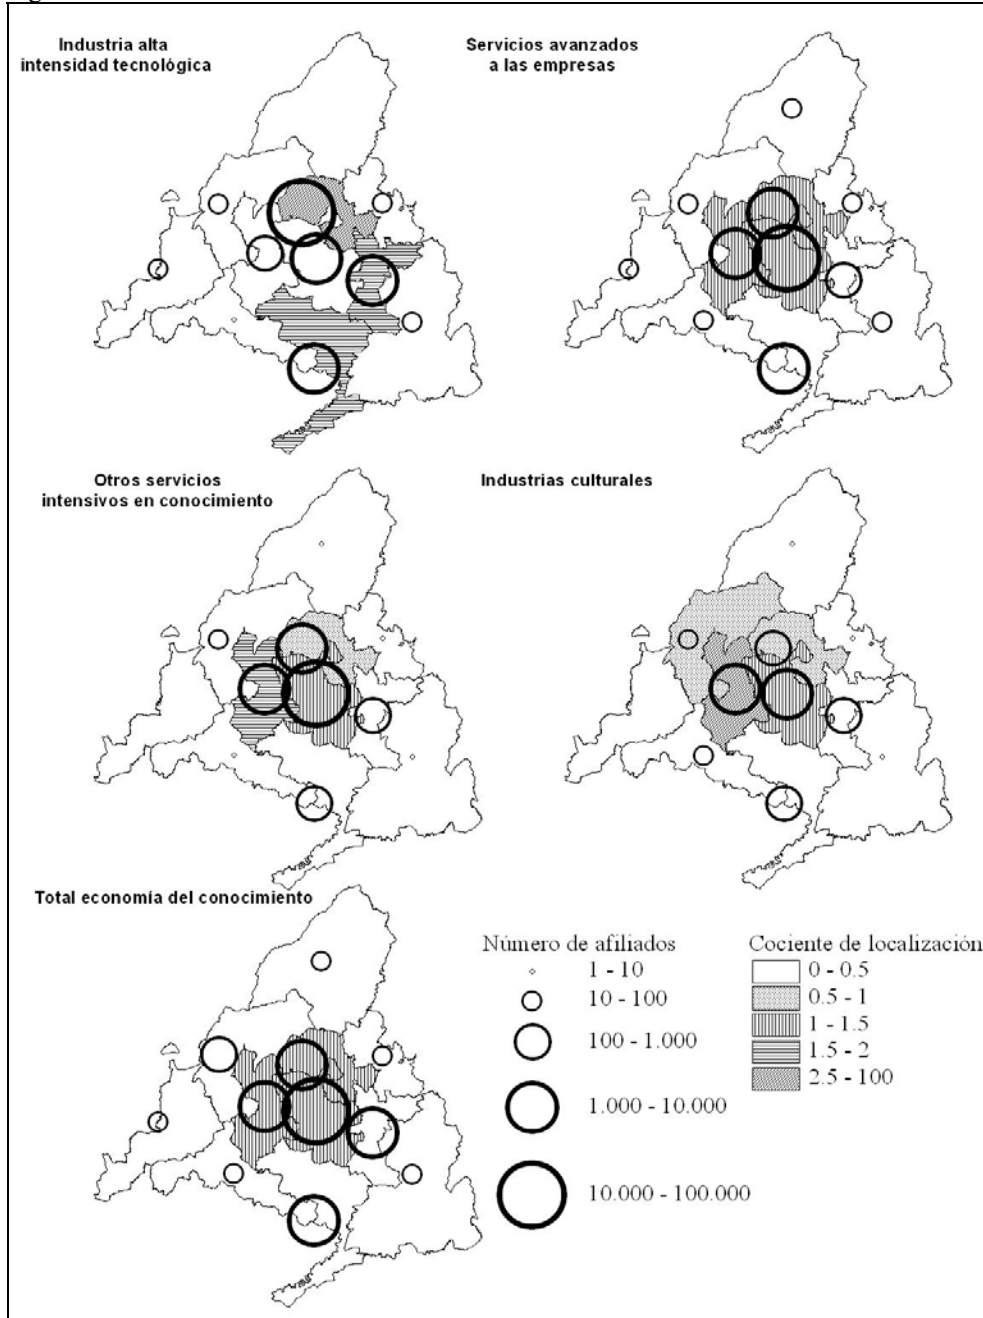 Industria alta
intensidad tecnológica
Servicios avanzados
a las empresas
Otros servicios
intensivos en conocimiento
Industrias culturales
Total economía del conocimiento
Número de afiliados
1 - 10
10 - 100
100 - 1.000
1.000 - 10.000
10.000 - 100.000
Cociente de localización
0 - 0.5
0.5 - 1
1 - 1.5
1.5 - 2
2.5 - 100